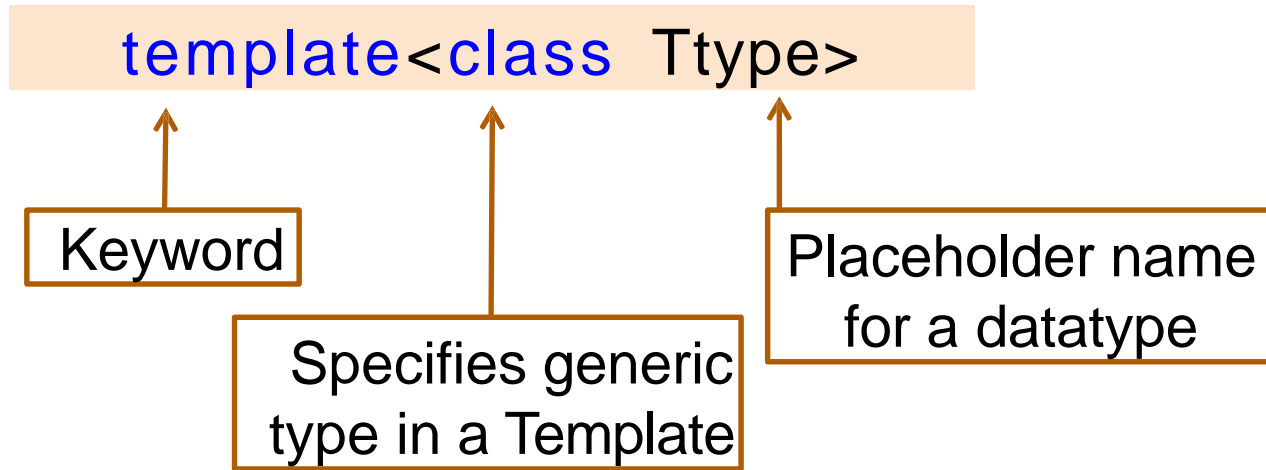 template<class Ttype>
Keyword
Placeholder name
for a datatype
Specifies generic
type in a Template